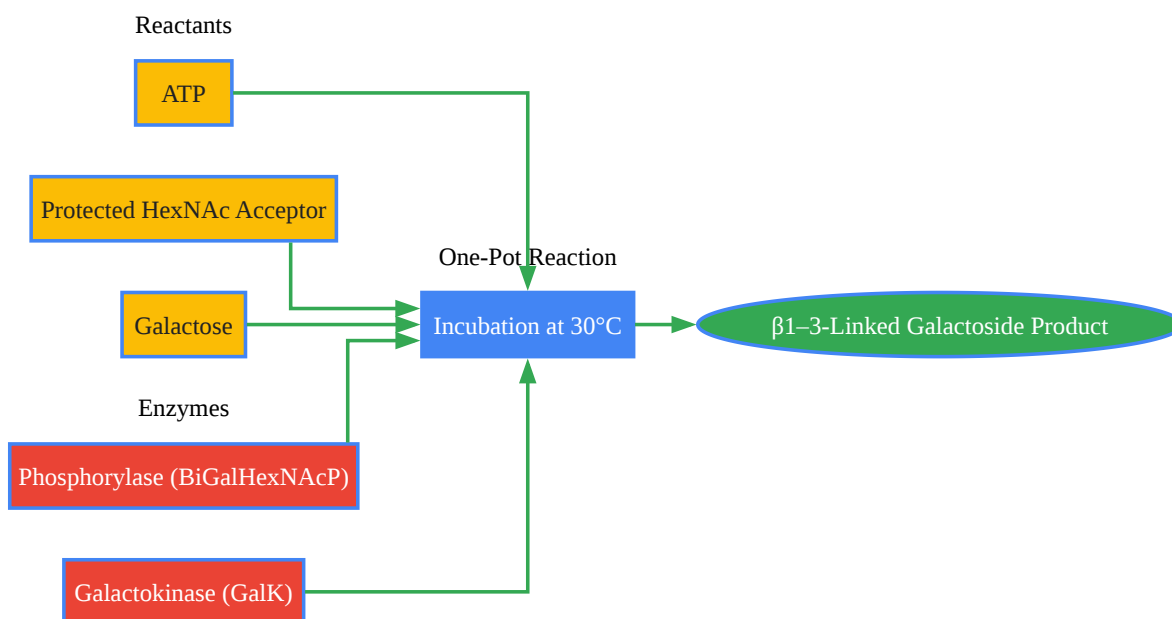 Reactants
ATP
Protected HexNAc Acceptor
One-Pot Reaction
Galactose
Incubation at 30°C
β1–3-Linked Galactoside Product
Enzymes
Phosphorylase (BiGalHexNAcP)
Galactokinase (GalK)